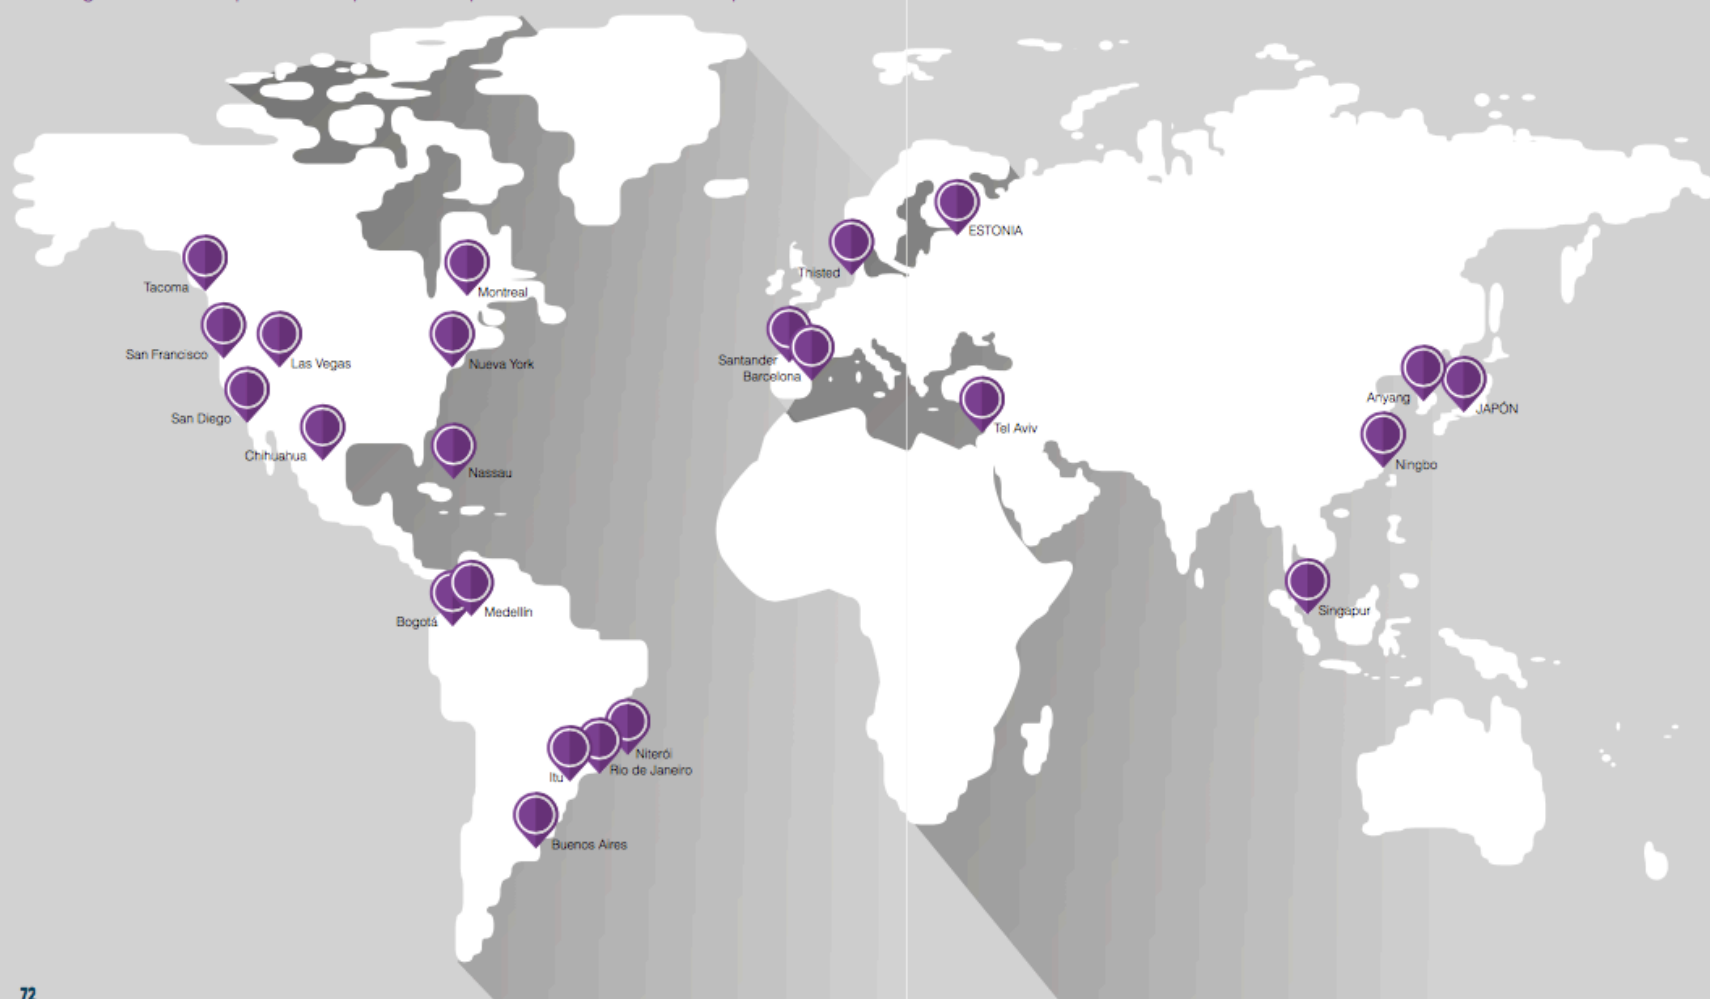 ESTONIA
Thisted
Tacoma
Montreal
San Francisco
Las Vegas
Nueva York
Santander
Barcelona
Anyang
JAPÓN
San Diego
Tel Aviv
Chihuahua
Ningbo
Nassau
Medellín
Singapur
Bogotá
Niterói
Itu
Rio de Janeiro
Buenos Aires
72